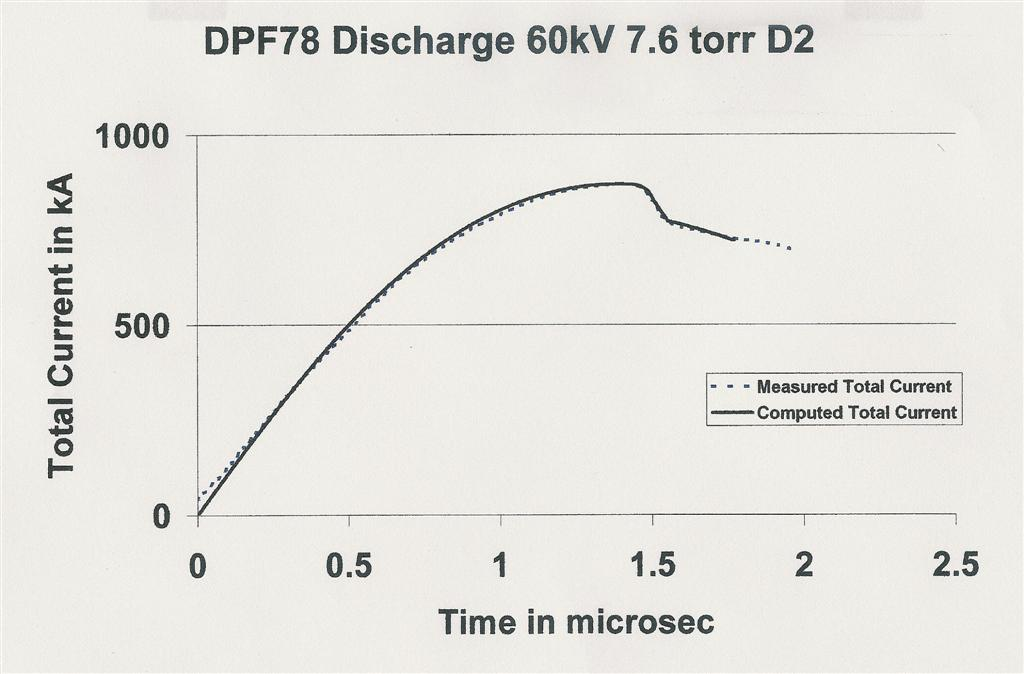 DPF78 Discharge 60kV 7.6 torr D2
1000
500
0
Total Current in kA
Measured Total Current
Computed Total Current
0 0.5 1 1.5 2 2.5
Time in microsec